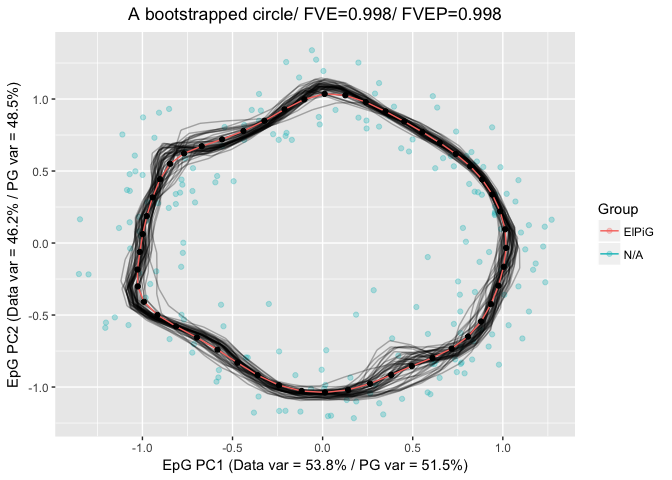 A bootstrapped circle/ FVE=0.998/ FVEP=0.998
EpG PC2 (Data var = 46.2% / PG var = 48.5%)
1.0
0.5
0.0
-0.5
-1.0
-1.0 -0.5 0.0 0.5 1.0
EpG PC1 (Data var = 53.8% / PG var = 51.5%)
Group
ElPiG
N/A